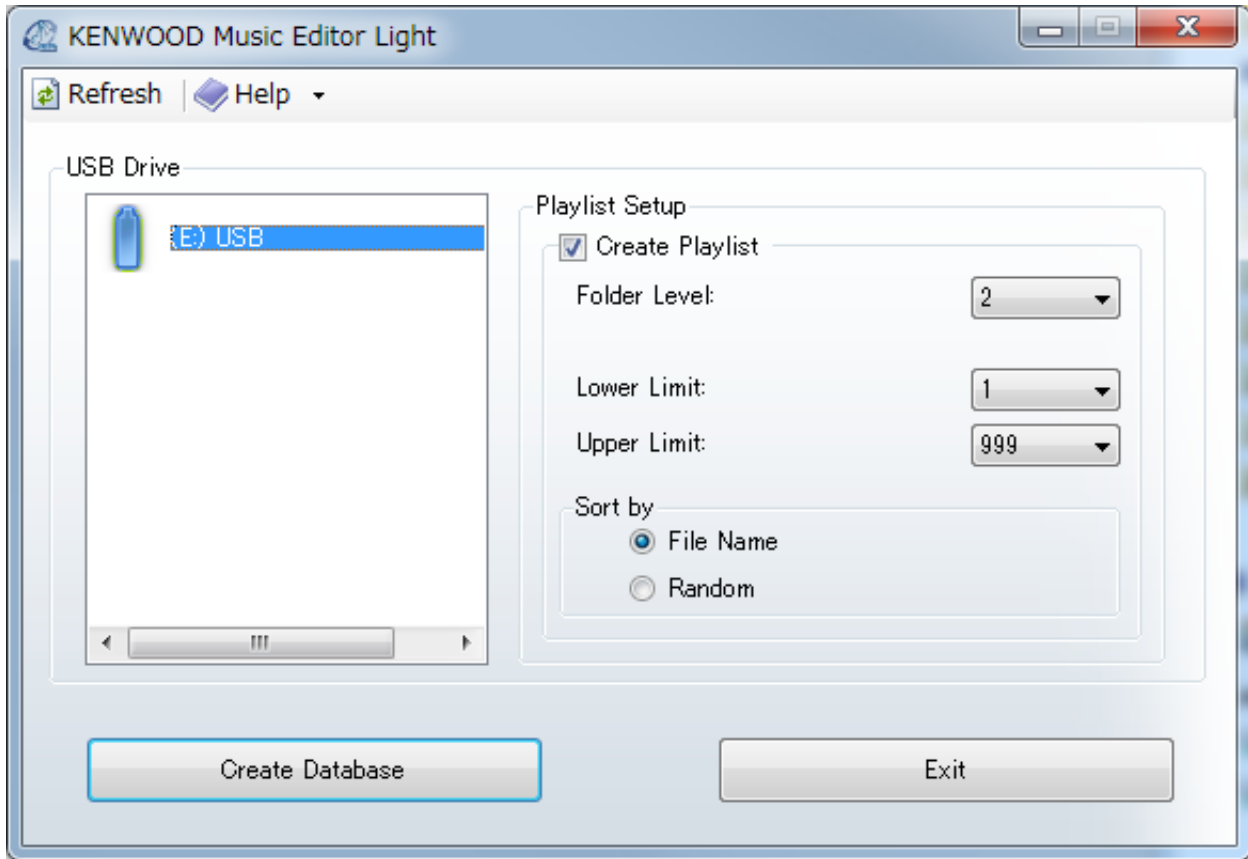 KENWOOD Music Editor Light
Refresh Help
USB Drive
(E:) USB
Playlist Setup
Create Playlist
Folder Level: 2
Lower Limit: 1
Upper Limit: 999
Sort by
File Name
Random
Create Database Exit